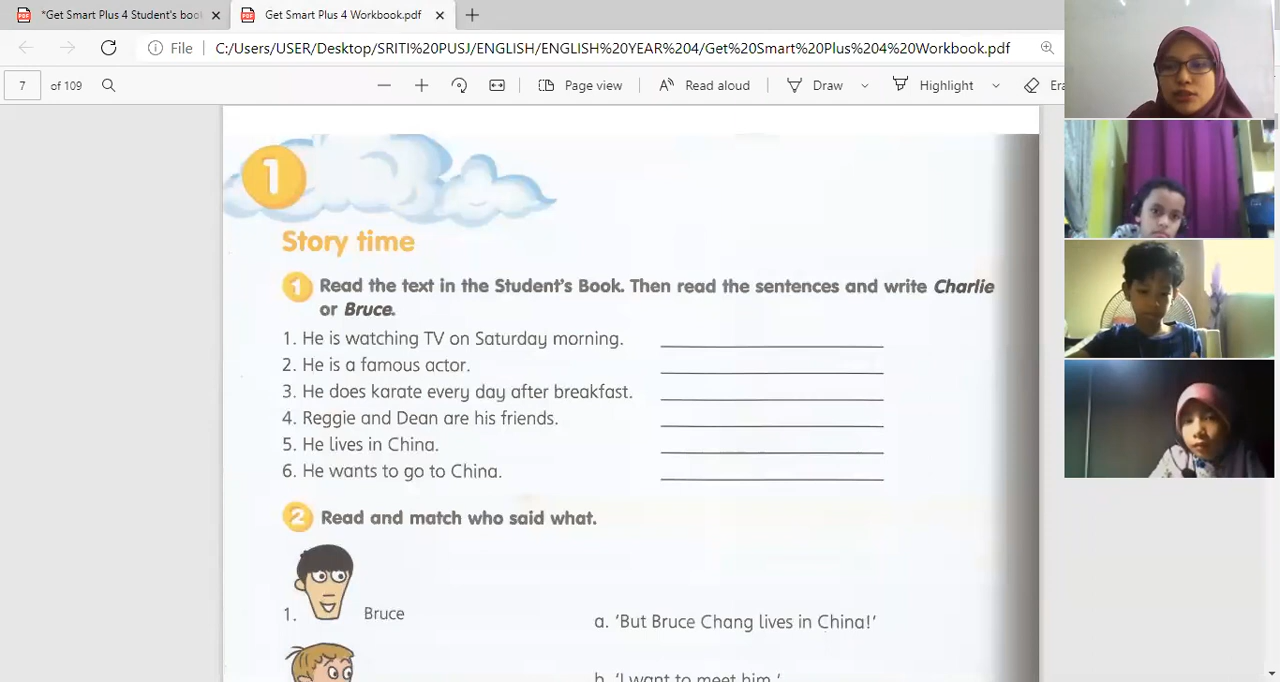 *Get Smart Plus 4 Student's boo
Get Smart Plus 4 Workbook.pdf
File
C:/Users/USER/Desktop/SRITI%20PUSJ/ENGLISH/ENGLISH%20YEAR%204/Get%20Smart%20Plus%204%20Workbook.pdf
7 of 109
Page view
Read aloud
Draw
Highlight
Era
1
Story time
1 Read the text in the Student's Book. Then read the sentences and write Charlie
or Bruce.
1. He is watching TV on Saturday morning.
2. He is a famous actor.
3. He does karate every day after breakfast.
4. Reggie and Dean are his friends.
5. He lives in China.
6. He wants to go to China.
2 Read and match who said what.
1. Bruce
a. 'But Bruce Chang lives in China!'
b. 'I want to meet him.'